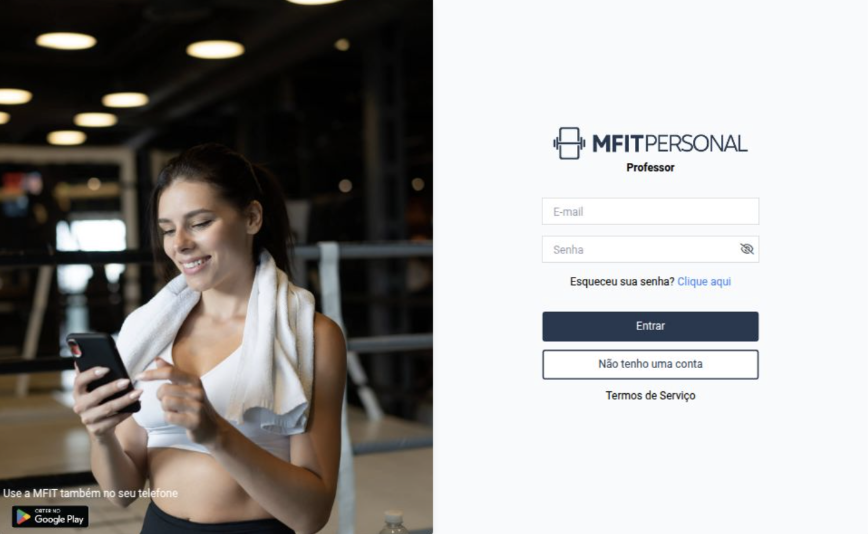 MFITPERSONAL
Professor
E-mail
Senha
Esqueceu sua senha? Clique aqui
Entrar
Não tenho uma conta
Termos de Serviço
Use a MFIT também no seu telefone
OBTER NO
Google Play